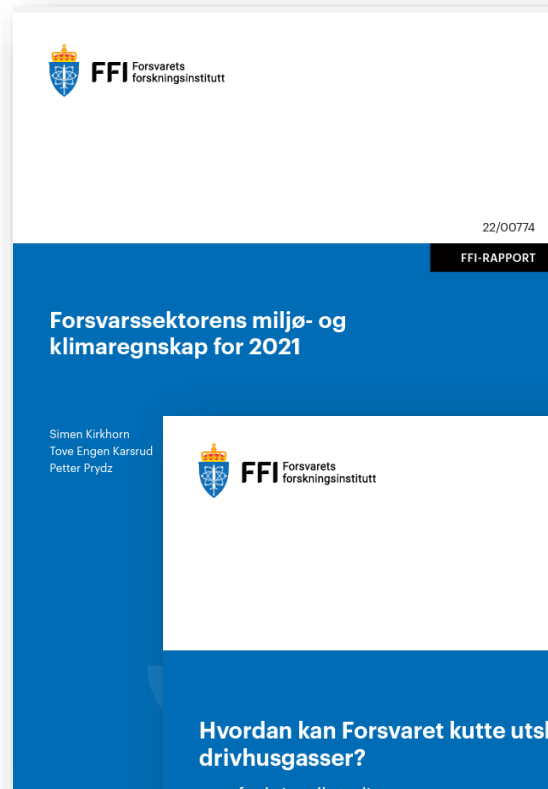 FFI Forsvarets
forskningsinstitutt
22/00774
FFI-RAPPORT
Forsvarssektorens miljø- og
klimaregnskap for 2021
Simen Kirkhorn
Tove Engen Karsrud
Petter Prydz
FFI Forsvarets
forskningsinstitutt
Hvordan kan Forsvaret kutte
drivhusgasser?